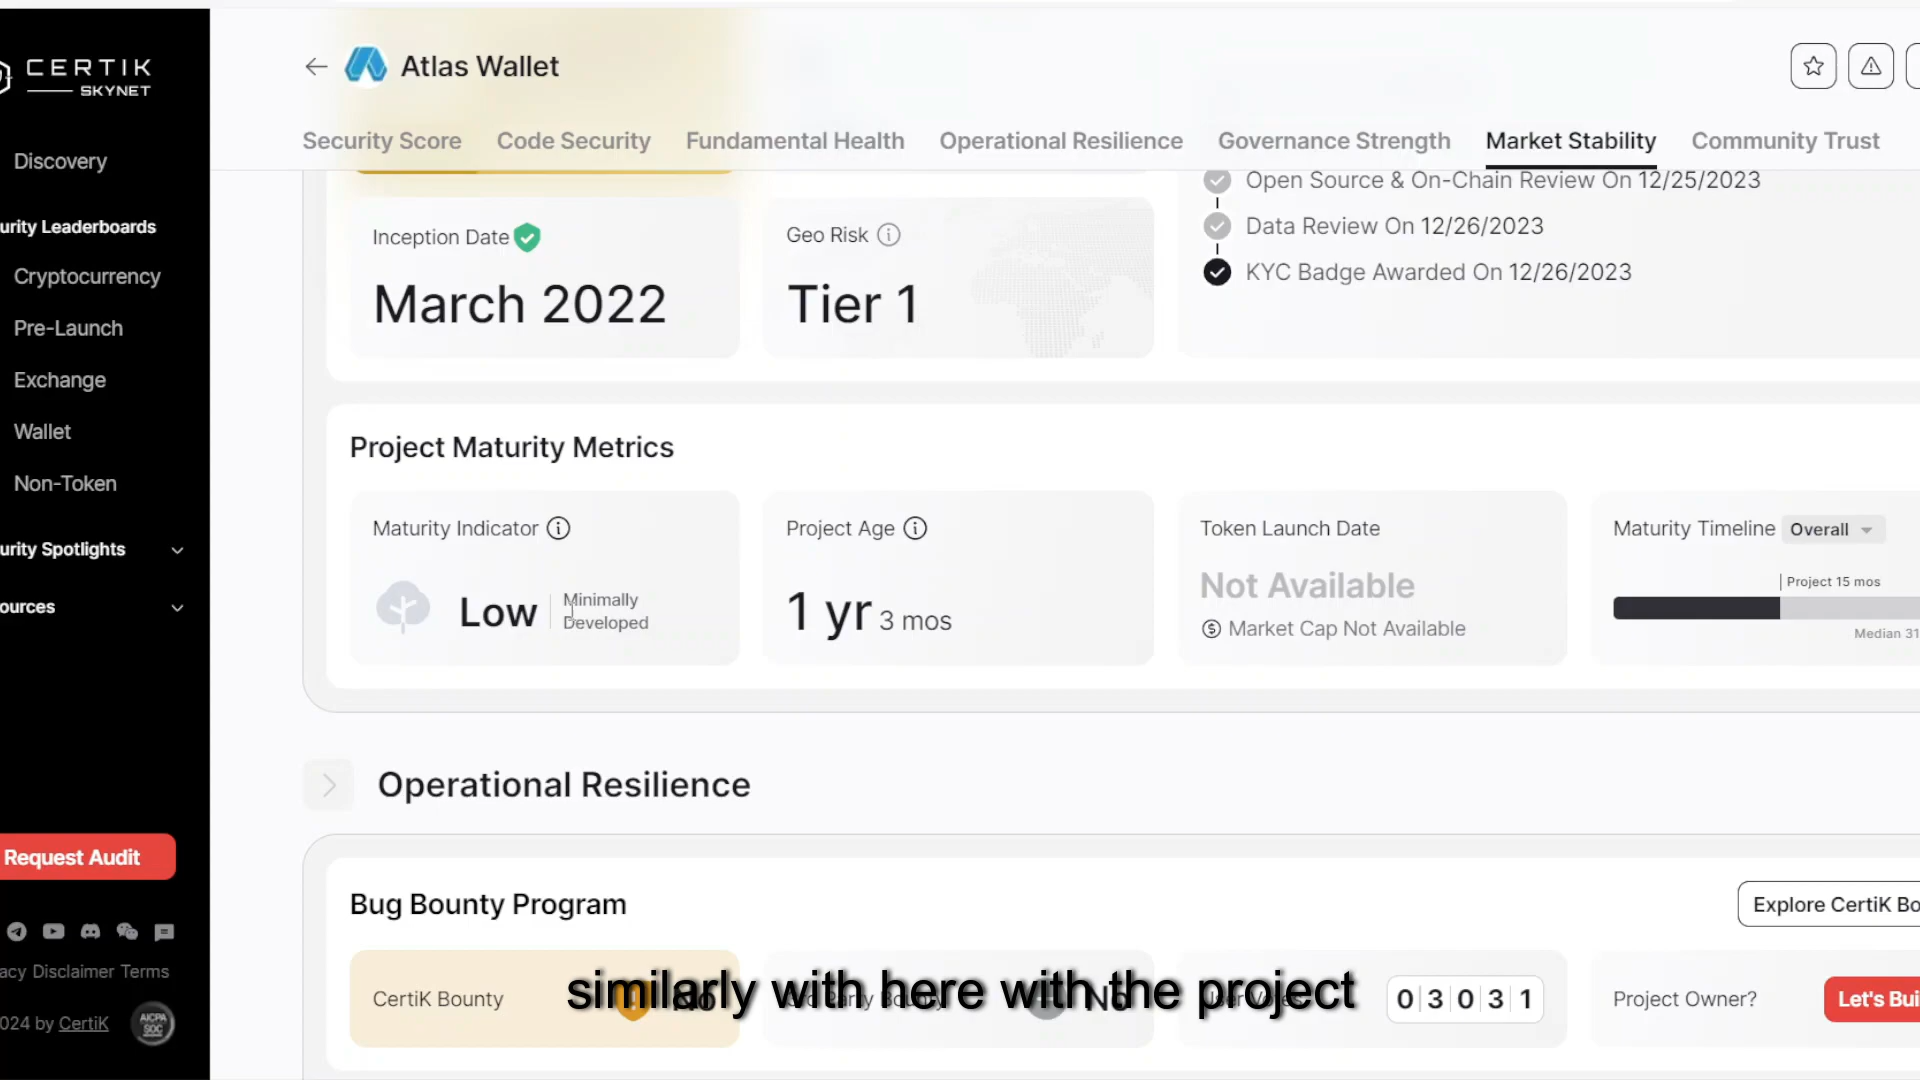 CERTIK
SKYNET
Discovery
urity Leaderboards
Cryptocurrency
Pre-Launch
Exchange
Wallet
Non-Token
urity Spotlights
ources
Request Audit
acy Disclaimer Terms
024 by CertiK
AICPA
SOC
Atlas Wallet
Security Score Code Security Fundamental Health Operational Resilience Governance Strength Market Stability Community Trust
Open Source & On-Chain Review On 12/25/2023
Data Review On 12/26/2023
KYC Badge Awarded On 12/26/2023
Inception Date
March 2022
Geo Risk
Tier 1
Project Maturity Metrics
Maturity Indicator
Low
Minimally
Developed
Project Age
1 yr 3 mos
Token Launch Date
Not Available
Market Cap Not Available
Maturity Timeline Overall
Project 15 mos
Median 31
Operational Resilience
Bug Bounty Program
Explore CertiK Bo
CertiK Bounty
No
No
03031
Project Owner?
Let's Bui
similarly with here with the project